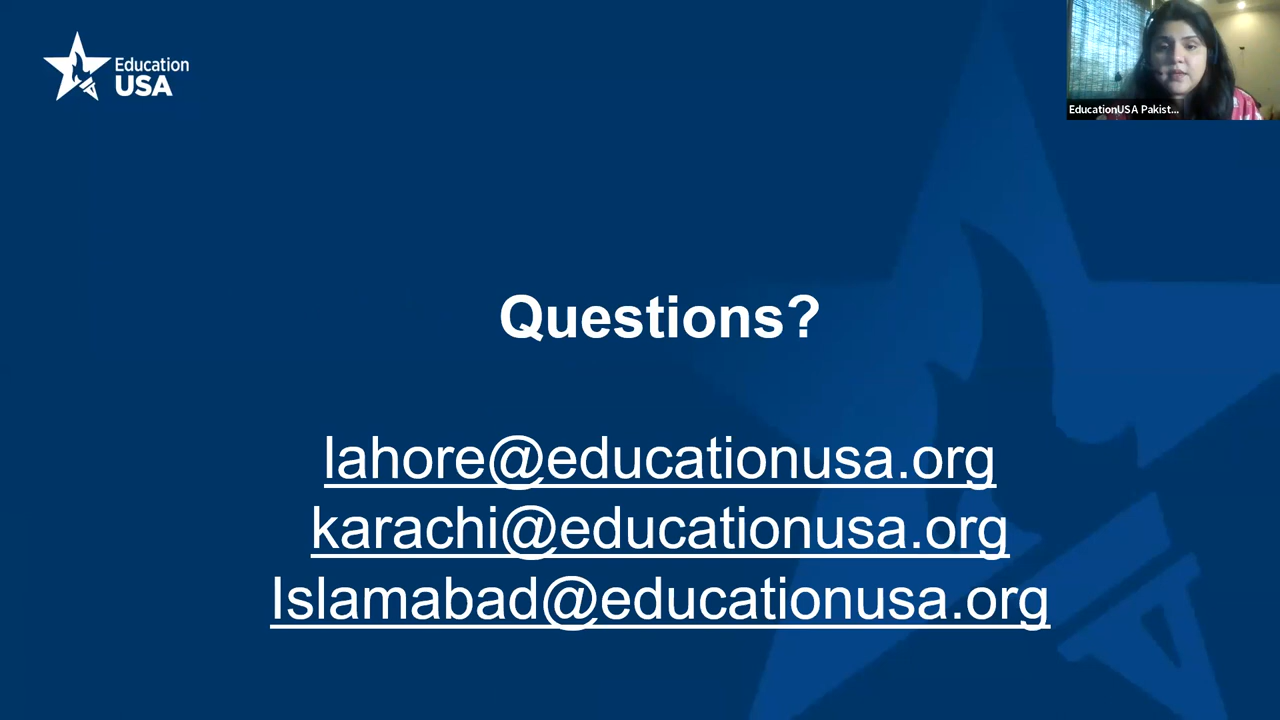 Education
USA
EducationUSA Pakist...
Questions?
lahore@educationusa.org
karachi@educationusa.org
Islamabad@educationusa.org